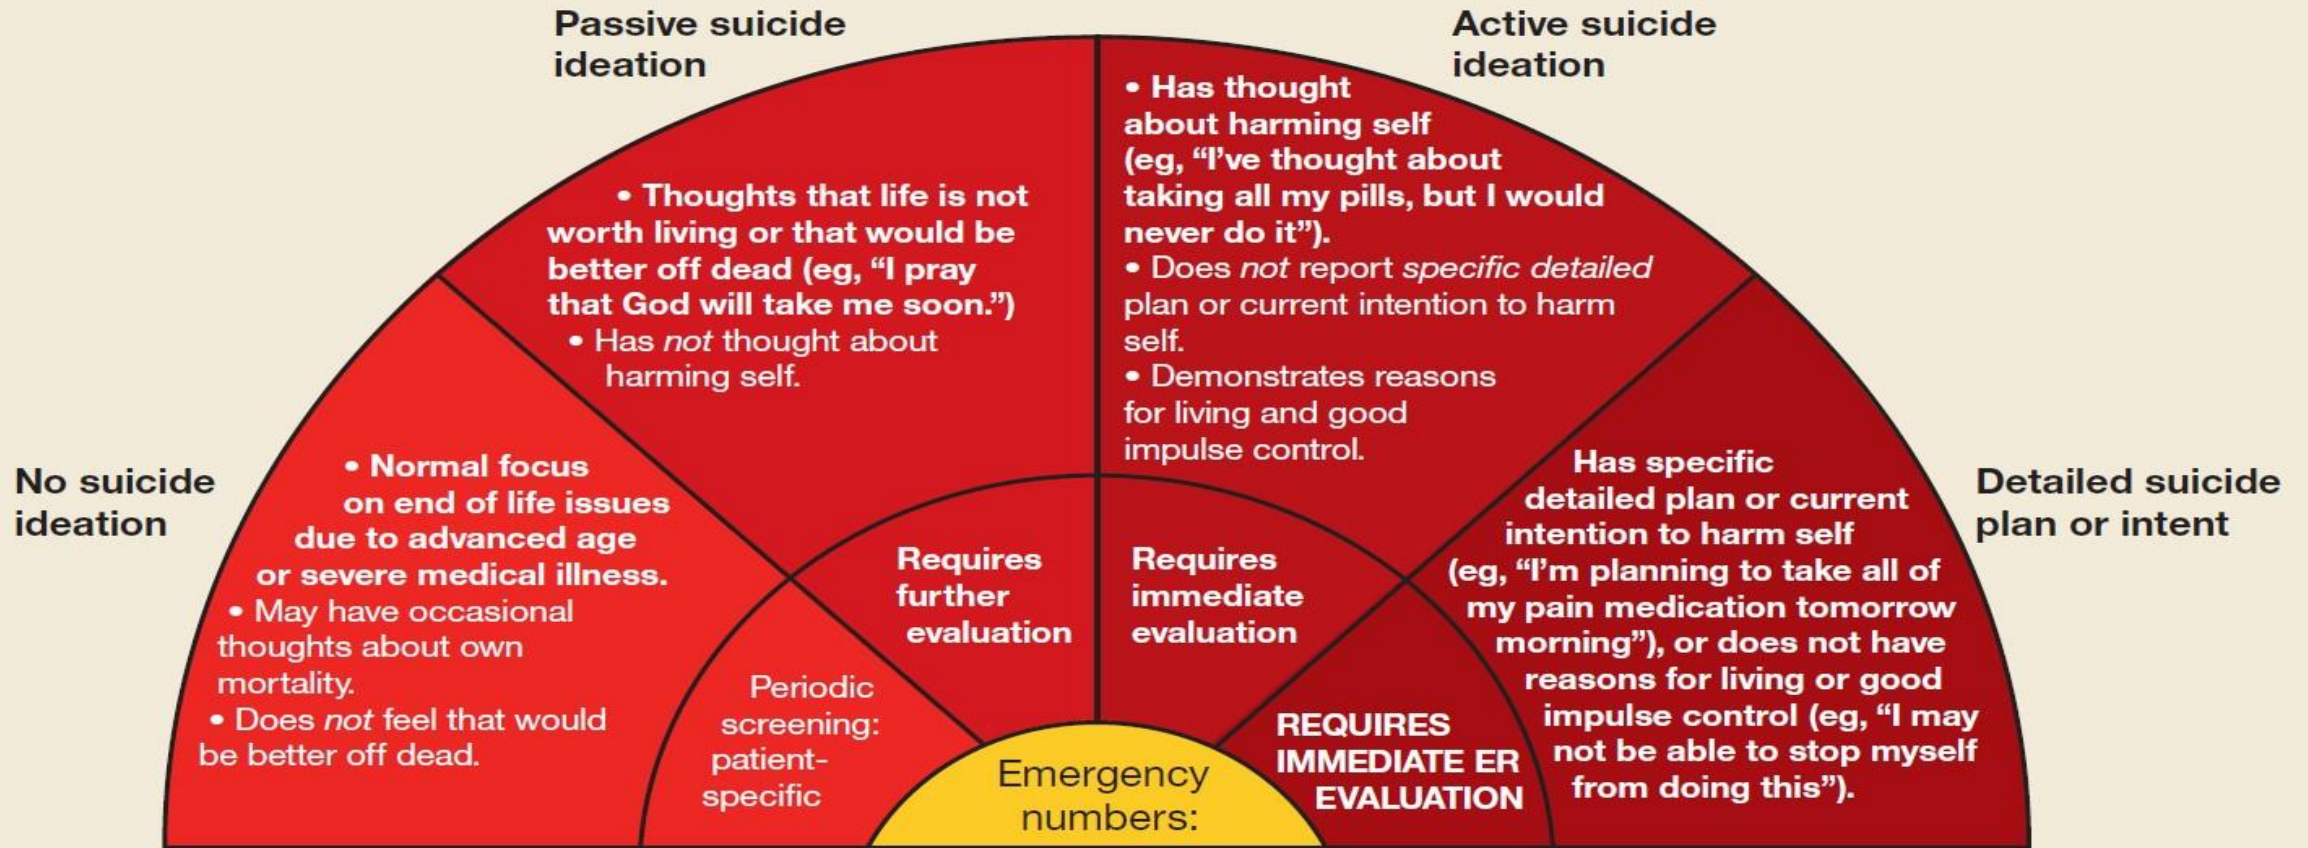 Passive suicide
ideation
Active suicide
ideation
No suicide
ideation
Detailed suicide
plan or intent
• Normal focus
on end of life issues
due to advanced age
or severe medical illness.
• May have occasional
thoughts about own
mortality.
• Does not feel that would
be better off dead.
• Thoughts that life is not
worth living or that would be
better off dead (eg, “I pray
that God will take me soon.”)
• Has not thought about
harming self.
• Has thought
about harming self
(eg, “I’ve thought about
taking all my pills, but I would
never do it”).
• Does not report specific detailed
plan or current intention to harm
self.
• Demonstrates reasons
for living and good
impulse control.
Has specific
detailed plan or current
intention to harm self
(eg, “I’m planning to take all of
my pain medication tomorrow
morning”), or does not have
reasons for living or good
impulse control (eg, “I may
not be able to stop myself
from doing this”).
Periodic
screening:
patient-
specific
Requires
further
evaluation
Requires
immediate
evaluation
REQUIRES
IMMEDIATE ER
EVALUATION
Emergency
numbers: